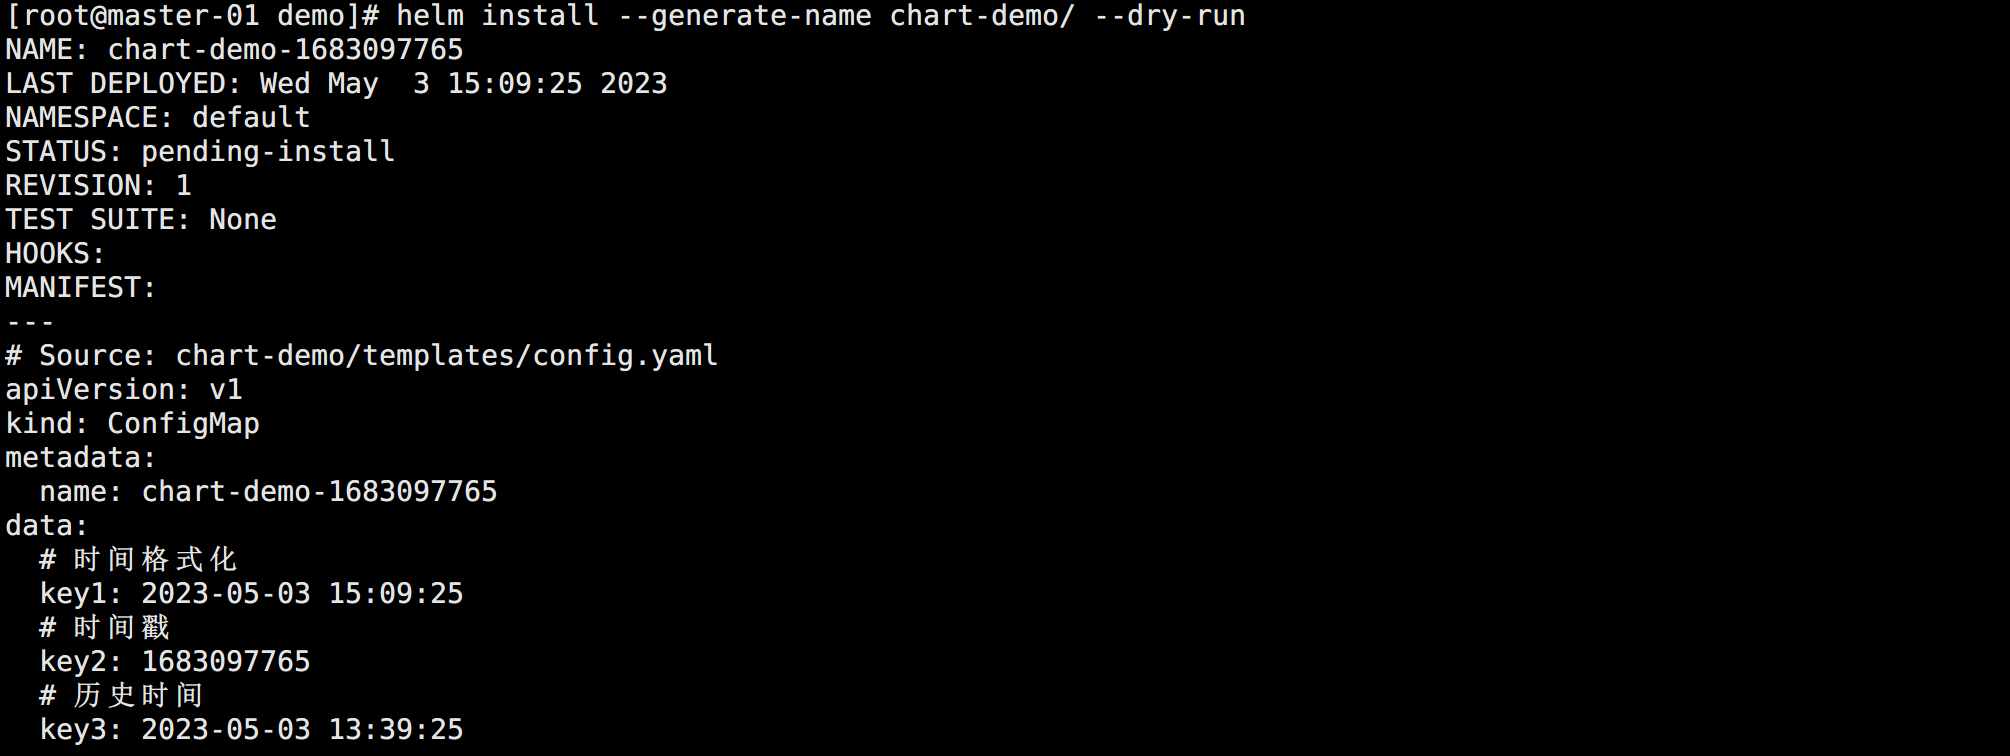 [root@master-01 demo]# helm install --generate-name chart-demo/ --dry-run
NAME: chart-demo-1683097765
LAST DEPLOYED: Wed May  3 15:09:25 2023
NAMESPACE: default
STATUS: pending-install
REVISION: 1
TEST SUITE: None
HOOKS:
MANIFEST:
---
# Source: chart-demo/templates/config.yaml
apiVersion: v1
kind: ConfigMap
metadata:
  name: chart-demo-1683097765
data:
  # 时间格式化
  key1: 2023-05-03 15:09:25
  # 时间戳
  key2: 1683097765
  # 历史时间
  key3: 2023-05-03 13:39:25